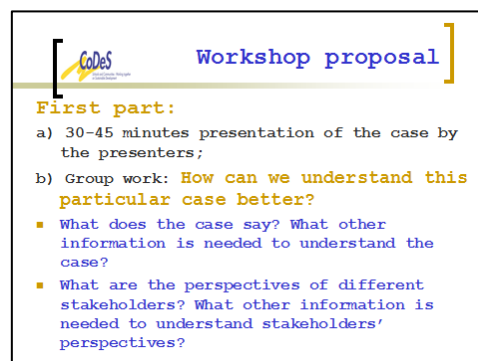 CoDeS
Workshop proposal
First part:
a) 30-45 minutes presentation of the case by
the presenters;
b) Group work: How can we understand this
particular case better?
What does the case say? What other
information is needed to understand the
case?
What are the perspectives of different
stakeholders? What other information is
needed to understand stakeholders’
perspectives?